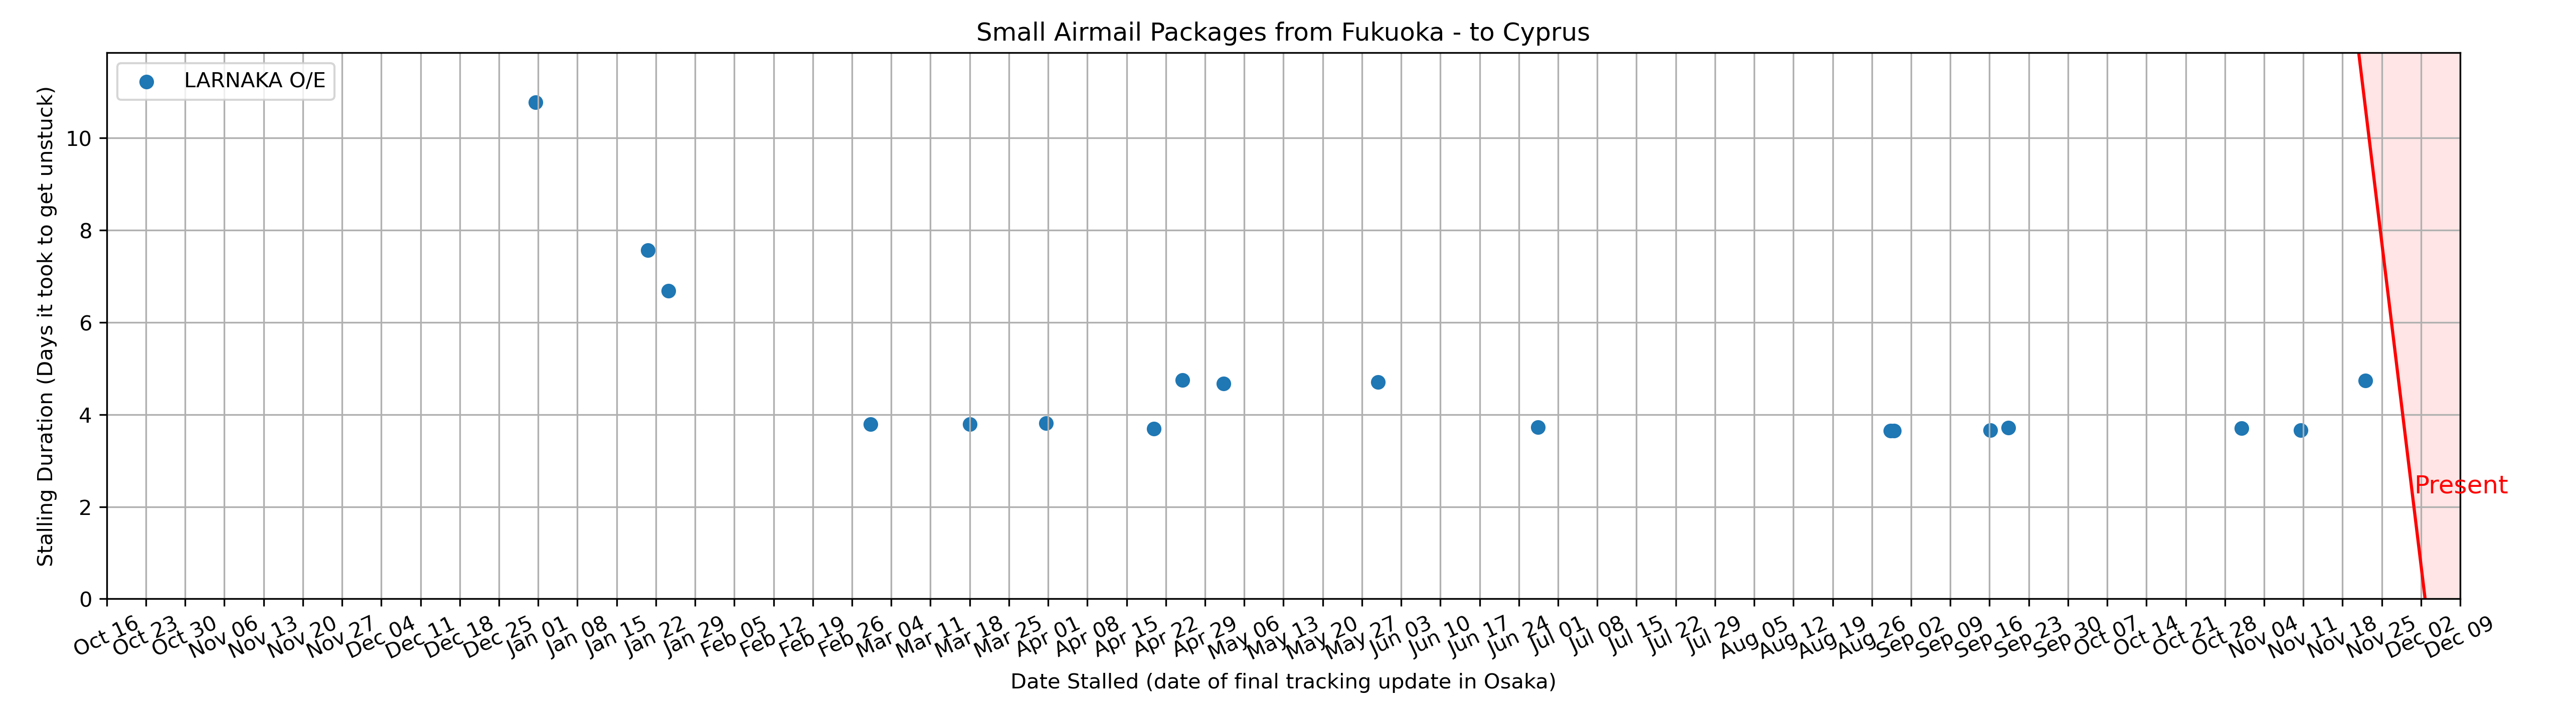 Small Airmail Packages from Fukuoka - to Cyprus
LARNAKA O/E
Stalling Duration (Days it took to get unstuck)
10
8
6
4
2
0
Present
Oct 16 Oct 23 Oct 30 Nov 06 Nov 13 Nov 20 Nov 27 Dec 04 Dec 11 Dec 18 Dec 25 Jan 01 Jan 08 Jan 15 Jan 22 Jan 29 Feb 05 Feb 12 Feb 19 Feb 26 Mar 04 Mar 11 Mar 18 Mar 25 Apr 01 Apr 08 Apr 15 Apr 22 Apr 29 May 06 May 13 May 20 May 27 Jun 03 Jun 10 Jun 17 Jun 24 Jul 01 Jul 08 Jul 15 Jul 22 Jul 29 Aug 05 Aug 12 Aug 19 Aug 26 Sep 02 Sep 09 Sep 16 Sep 23 Sep 30 Oct 07 Oct 14 Oct 21 Oct 28 Nov 04 Nov 11 Nov 18 Nov 25 Dec 02 Dec 09
Date Stalled (date of final tracking update in Osaka)